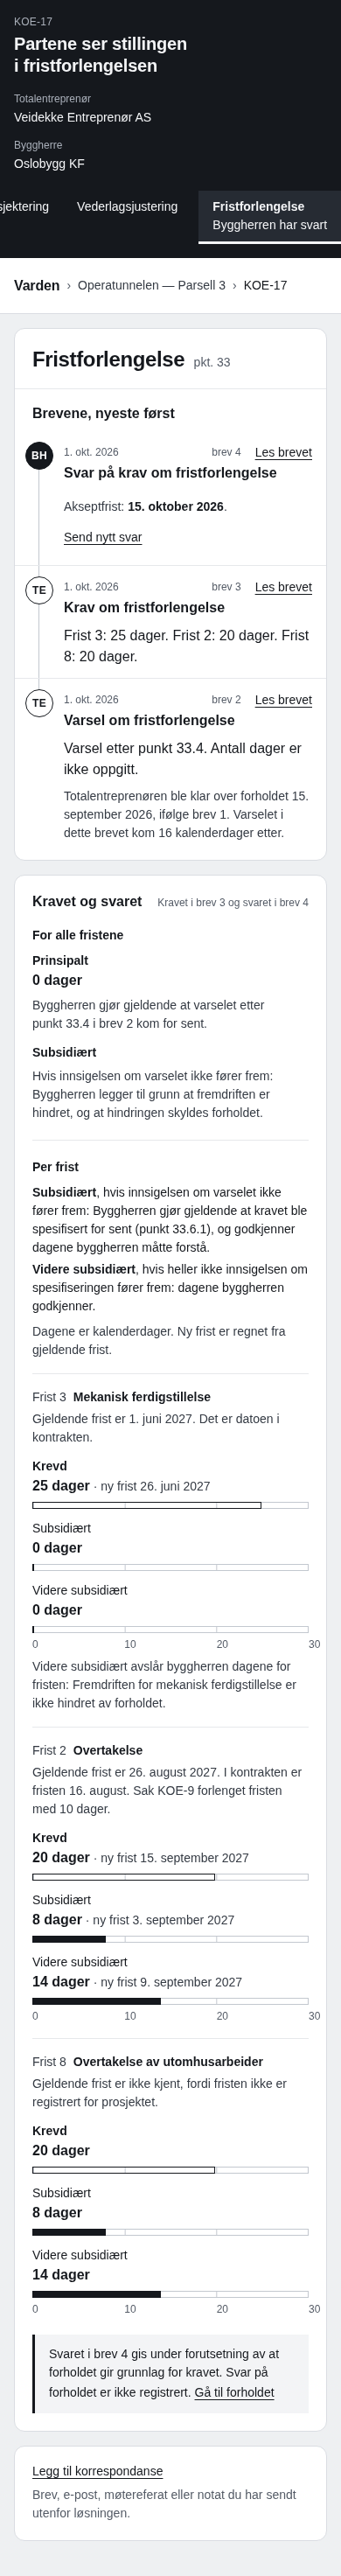 KOE-17
Partene ser stillingen
i fristforlengelsen
Totalentreprenør
Veidekke Entreprenør AS
Byggherre
Oslobygg KF
sjektering Vederlagsjustering Fristforlengelse
Byggherren har svart
Varden › Operatunnelen — Parsell 3 › KOE-17
Fristforlengelse pkt. 33
Brevene, nyeste først
BH 1. okt. 2026 brev 4 Les brevet
Svar på krav om fristforlengelse
Akseptfrist: 15. oktober 2026.
Send nytt svar
TE 1. okt. 2026 brev 3 Les brevet
Krav om fristforlengelse
Frist 3: 25 dager. Frist 2: 20 dager. Frist
8: 20 dager.
TE 1. okt. 2026 brev 2 Les brevet
Varsel om fristforlengelse
Varsel etter punkt 33.4. Antall dager er
ikke oppgitt.
Totalentreprenøren ble klar over forholdet 15.
september 2026, ifølge brev 1. Varselet i
dette brevet kom 16 kalenderdager etter.
Kravet og svaret Kravet i brev 3 og svaret i brev 4
For alle fristene
Prinsipalt
0 dager
Byggherren gjør gjeldende at varselet etter
punkt 33.4 i brev 2 kom for sent.
Subsidiært
Hvis innsigelsen om varselet ikke fører frem:
Byggherren legger til grunn at fremdriften er
hindret, og at hindringen skyldes forholdet.
Per frist
Subsidiært, hvis innsigelsen om varselet ikke
fører frem: Byggherren gjør gjeldende at kravet ble
spesifisert for sent (punkt 33.6.1), og godkjenner
dagene byggherren måtte forstå.
Videre subsidiært, hvis heller ikke innsigelsen om
spesifiseringen fører frem: dagene byggherren
godkjenner.
Dagene er kalenderdager. Ny frist er regnet fra
gjeldende frist.
Frist 3 Mekanisk ferdigstillelse
Gjeldende frist er 1. juni 2027. Det er datoen i
kontrakten.
Krevd
25 dager · ny frist 26. juni 2027
Subsidiært
0 dager
Videre subsidiært
0 dager
0 10 20 30
Videre subsidiært avslår byggherren dagene for
fristen: Fremdriften for mekanisk ferdigstillelse er
ikke hindret av forholdet.
Frist 2 Overtakelse
Gjeldende frist er 26. august 2027. I kontrakten er
fristen 16. august. Sak KOE-9 forlenget fristen
med 10 dager.
Krevd
20 dager · ny frist 15. september 2027
Subsidiært
8 dager · ny frist 3. september 2027
Videre subsidiært
14 dager · ny frist 9. september 2027
0 10 20 30
Frist 8 Overtakelse av utomhusarbeider
Gjeldende frist er ikke kjent, fordi fristen ikke er
registrert for prosjektet.
Krevd
20 dager
Subsidiært
8 dager
Videre subsidiært
14 dager
0 10 20 30
Svaret i brev 4 gis under forutsetning av at
forholdet gir grunnlag for kravet. Svar på
forholdet er ikke registrert. Gå til forholdet
Legg til korrespondanse
Brev, e-post, møtereferat eller notat du har sendt
utenfor løsningen.